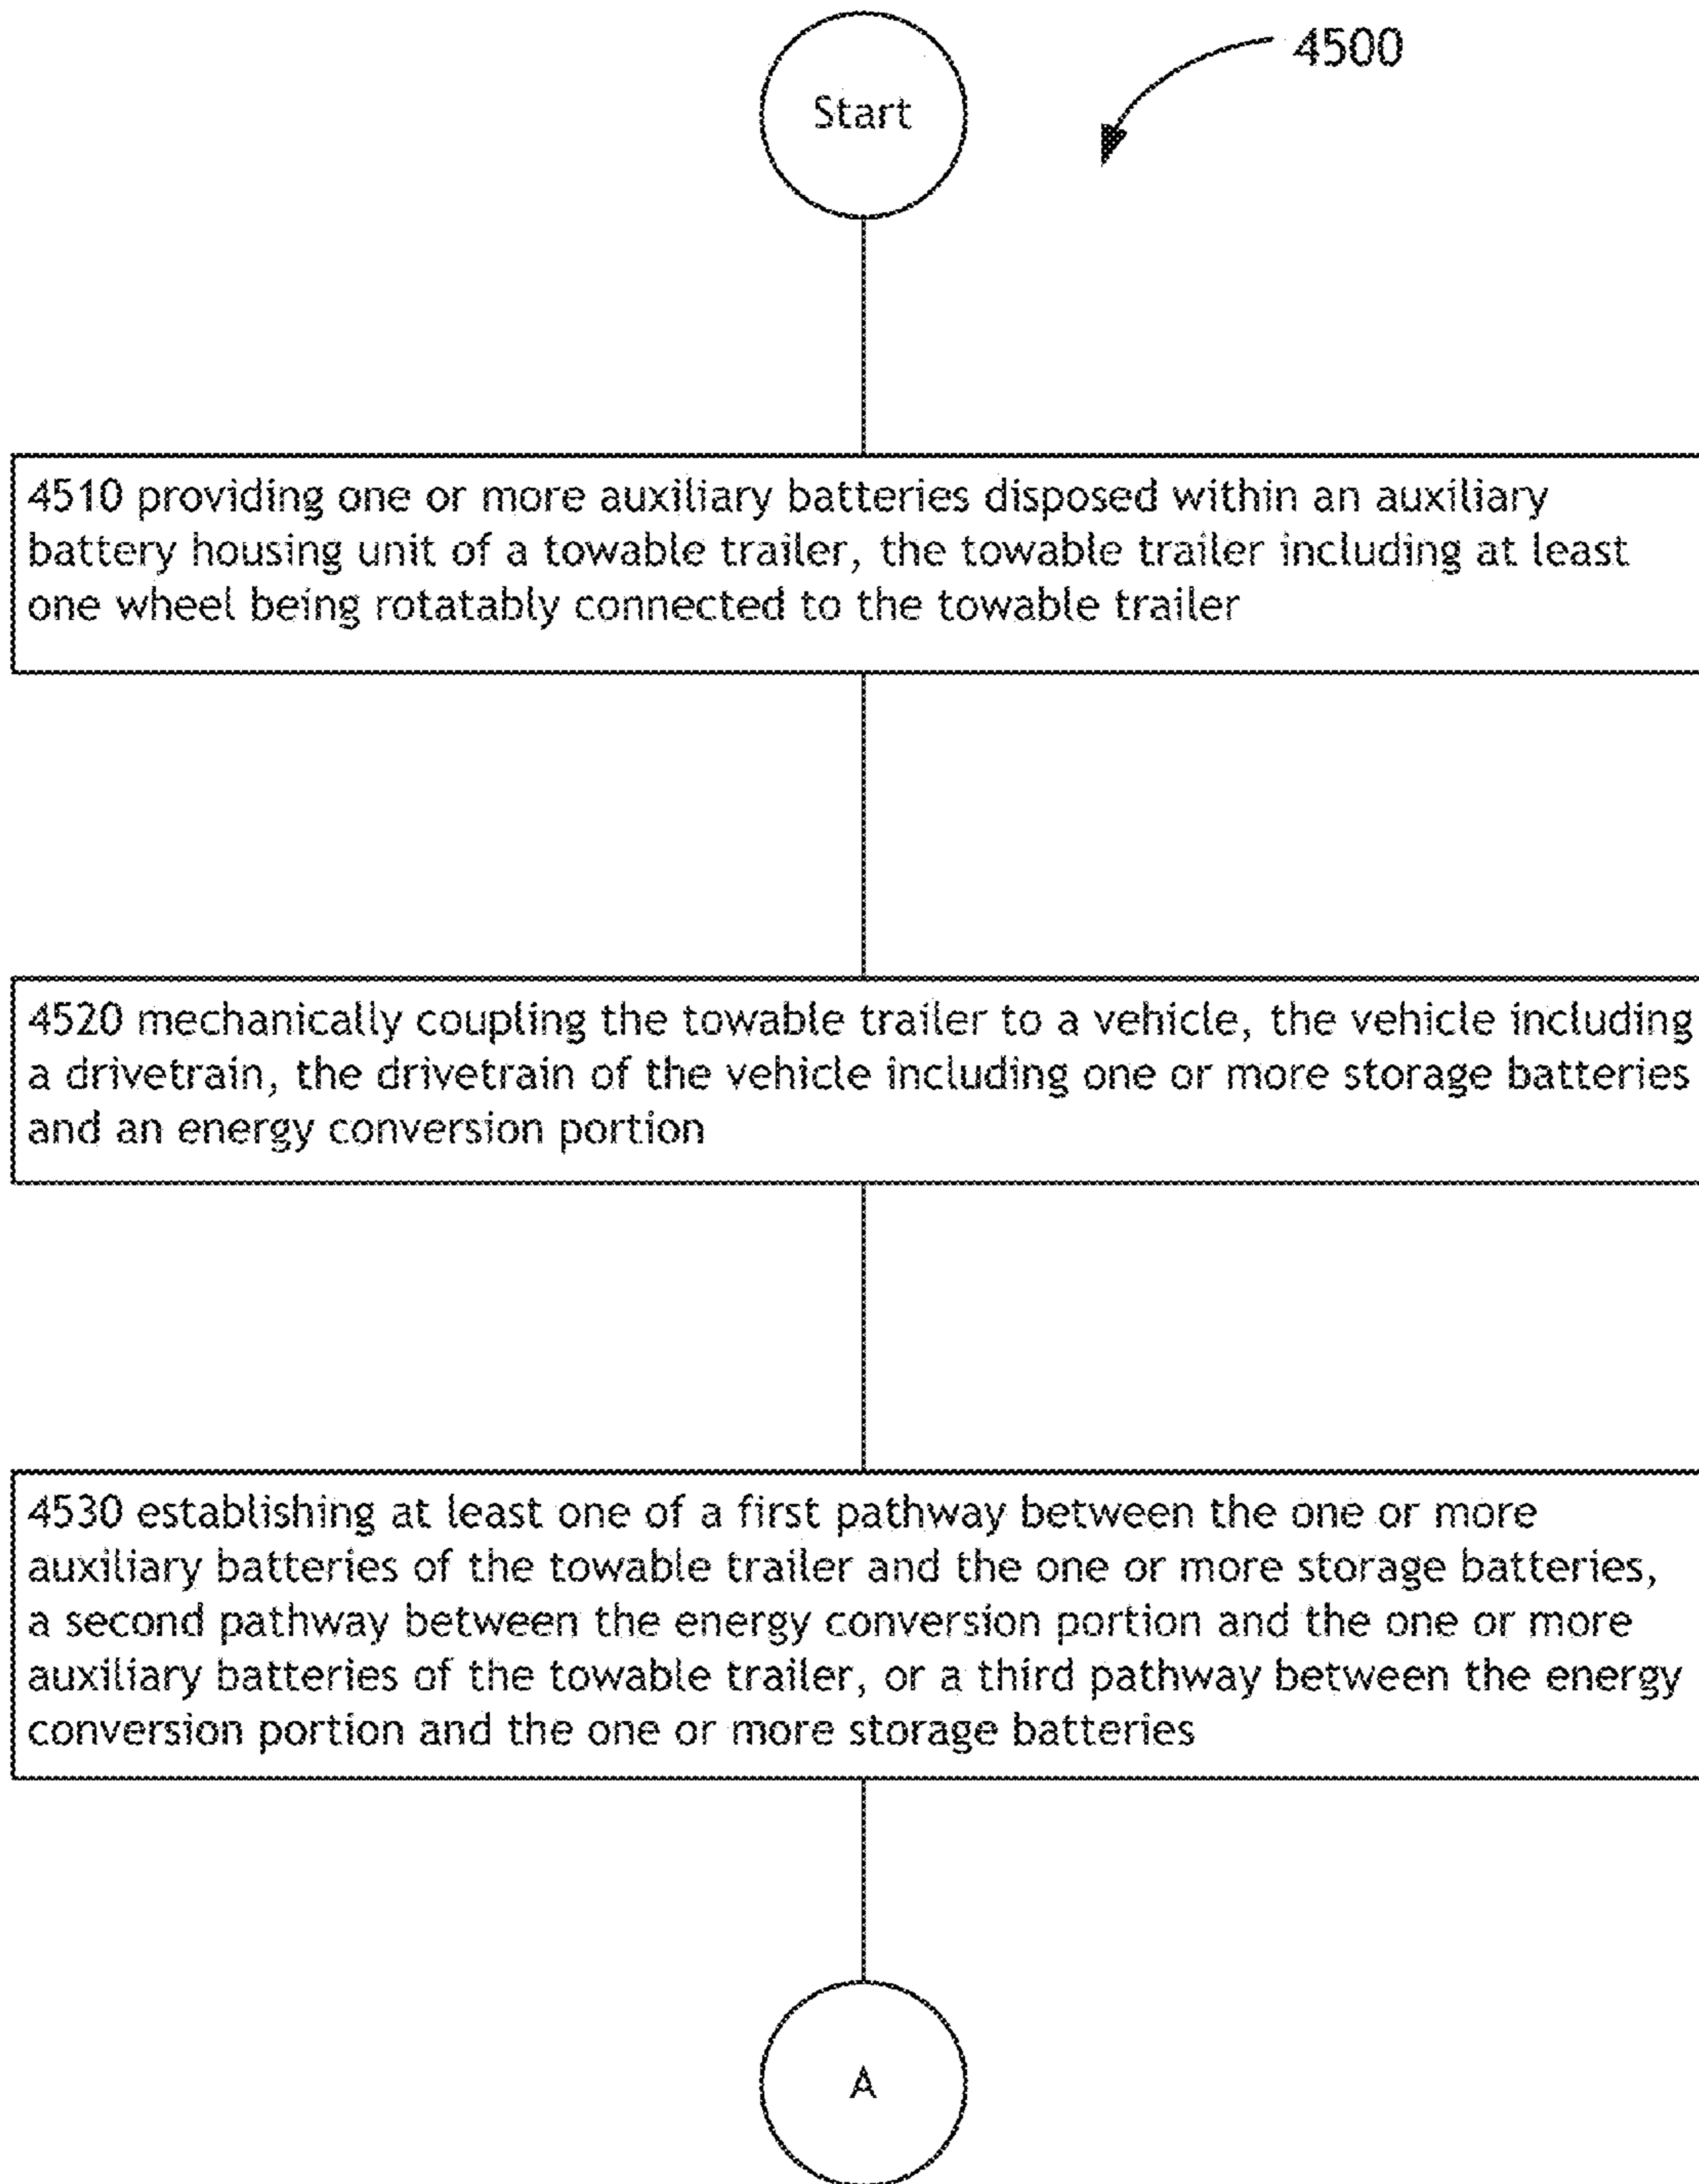 4500
Start
4510 providing one or more auxiliary batteries disposed within an auxiliary
battery housing unit of a towable trailer, the towable trailer including at least
one wheel being rotatably connected to the towable trailer
4520 mechanically coupling the towable trailer to a vehicle, the vehicle including
a drivetrain, the drivetrain of the vehicle including one or more storage batteries
and an energy conversion portion
4530 establishing at least one of a first pathway between the one or more
auxiliary batteries of the towable trailer and the one or more storage batteries,
a second pathway between the energy conversion portion and the one or more
auxiliary batteries of the towable trailer, or a third pathway between the energy
conversion portion and the one or more storage batteries
A